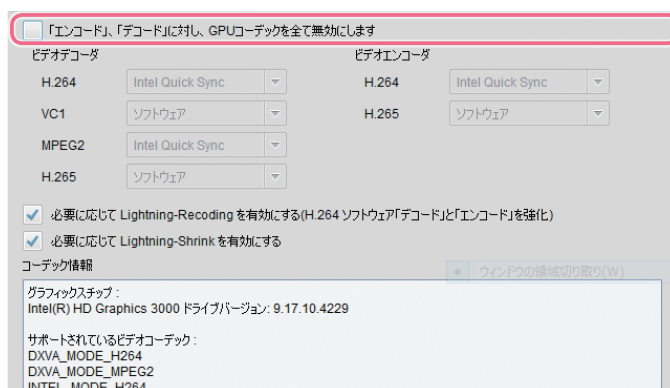 「エンコード」、「デコード」に対し、GPUコーデックを全て無効にします
ビデオデコーダ ビデオエンコーダ
H.264 Intel Quick Sync H.264 Intel Quick Sync
VC1 ソフトウェア H.265 ソフトウェア
MPEG2 Intel Quick Sync
H.265 ソフトウェア
必要に応じて Lightning-Recoding を有効にする(H.264 ソフトウェア「デコード」と「エンコード」を強化)
必要に応じて Lightning-Shrink を有効にする
コーデック情報
ウィンドウの領域切り取り(W)
グラフィックスチップ :
Intel(R) HD Graphics 3000 ドライブバージョン: 9.17.10.4229
サポートされているビデオコーデック :
DXVA_MODE_H264
DXVA_MODE_MPEG2
INTEL_MODE_H264